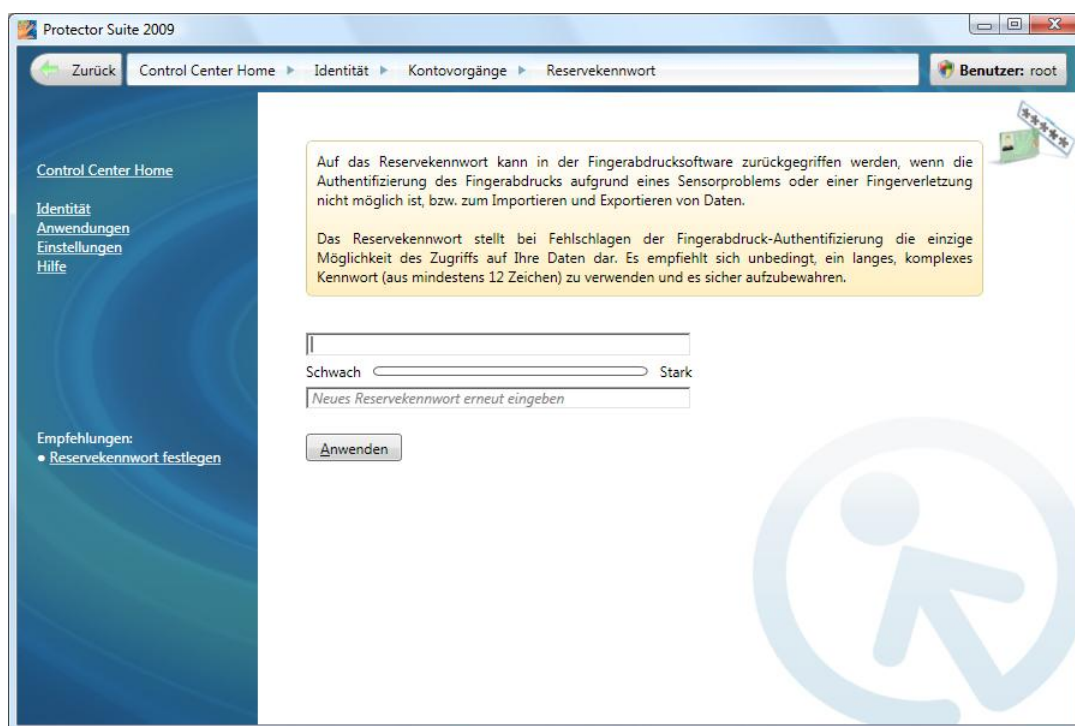 Protector Suite 2009
Zurück Control Center Home Identität Kontovorgänge Reservekennwort Benutzer: root
Control Center Home
Identität
Anwendungen
Einstellungen
Hilfe
Empfehlungen:
• Reservekennwort festlegen
Auf das Reservekennwort kann in der Fingerabdrucksoftware zurückgegriffen werden, wenn die
Authentifizierung des Fingerabdrucks aufgrund eines Sensorproblems oder einer Fingerverletzung
nicht möglich ist, bzw. zum Importieren und Exportieren von Daten.
Das Reservekennwort stellt bei Fehlschlagen der Fingerabdruck-Authentifizierung die einzige
Möglichkeit des Zugriffs auf Ihre Daten dar. Es empfiehlt sich unbedingt, ein langes, komplexes
Kennwort (aus mindestens 12 Zeichen) zu verwenden und es sicher aufzubewahren.
Schwach Stark
Neues Reservekennwort erneut eingeben
Anwenden